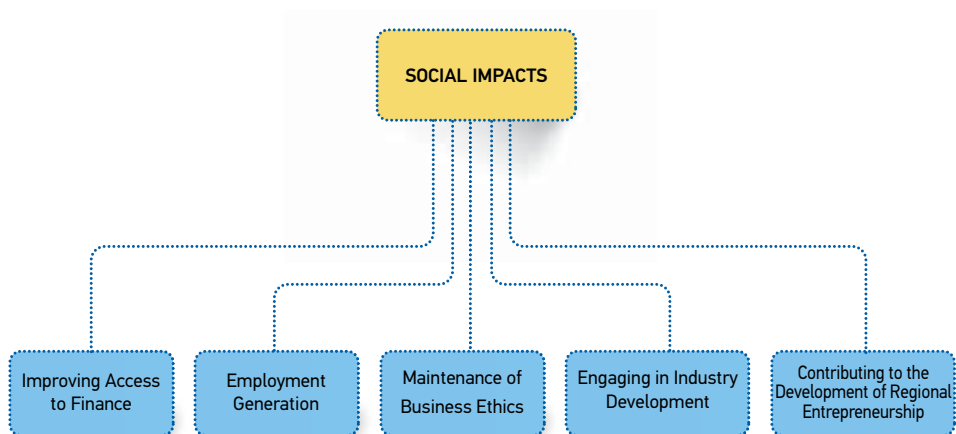 SOCIAL IMPACTS
Improving Access
to Finance
Employment
Generation
Maintenance of
Business Ethics
Engaging in Industry
Development
Contributing to the
Development of Regional
Entrepreneurship